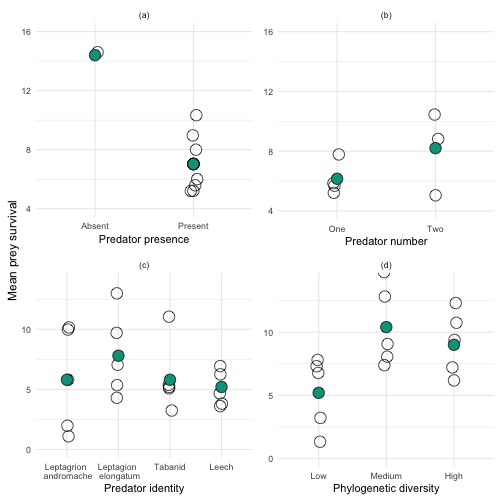 (a)
16
12
8
4
Absent Present
Predator presence
(b)
16
12
8
4
One Two
Predator number
Mean prey survival
(c)
10
5
0
Leptagrion andromache
Leptagion elongatum
Tabanid
Leech
Predator identity
(d)
10
5
0
Low Medium High
Phylogenetic diversity